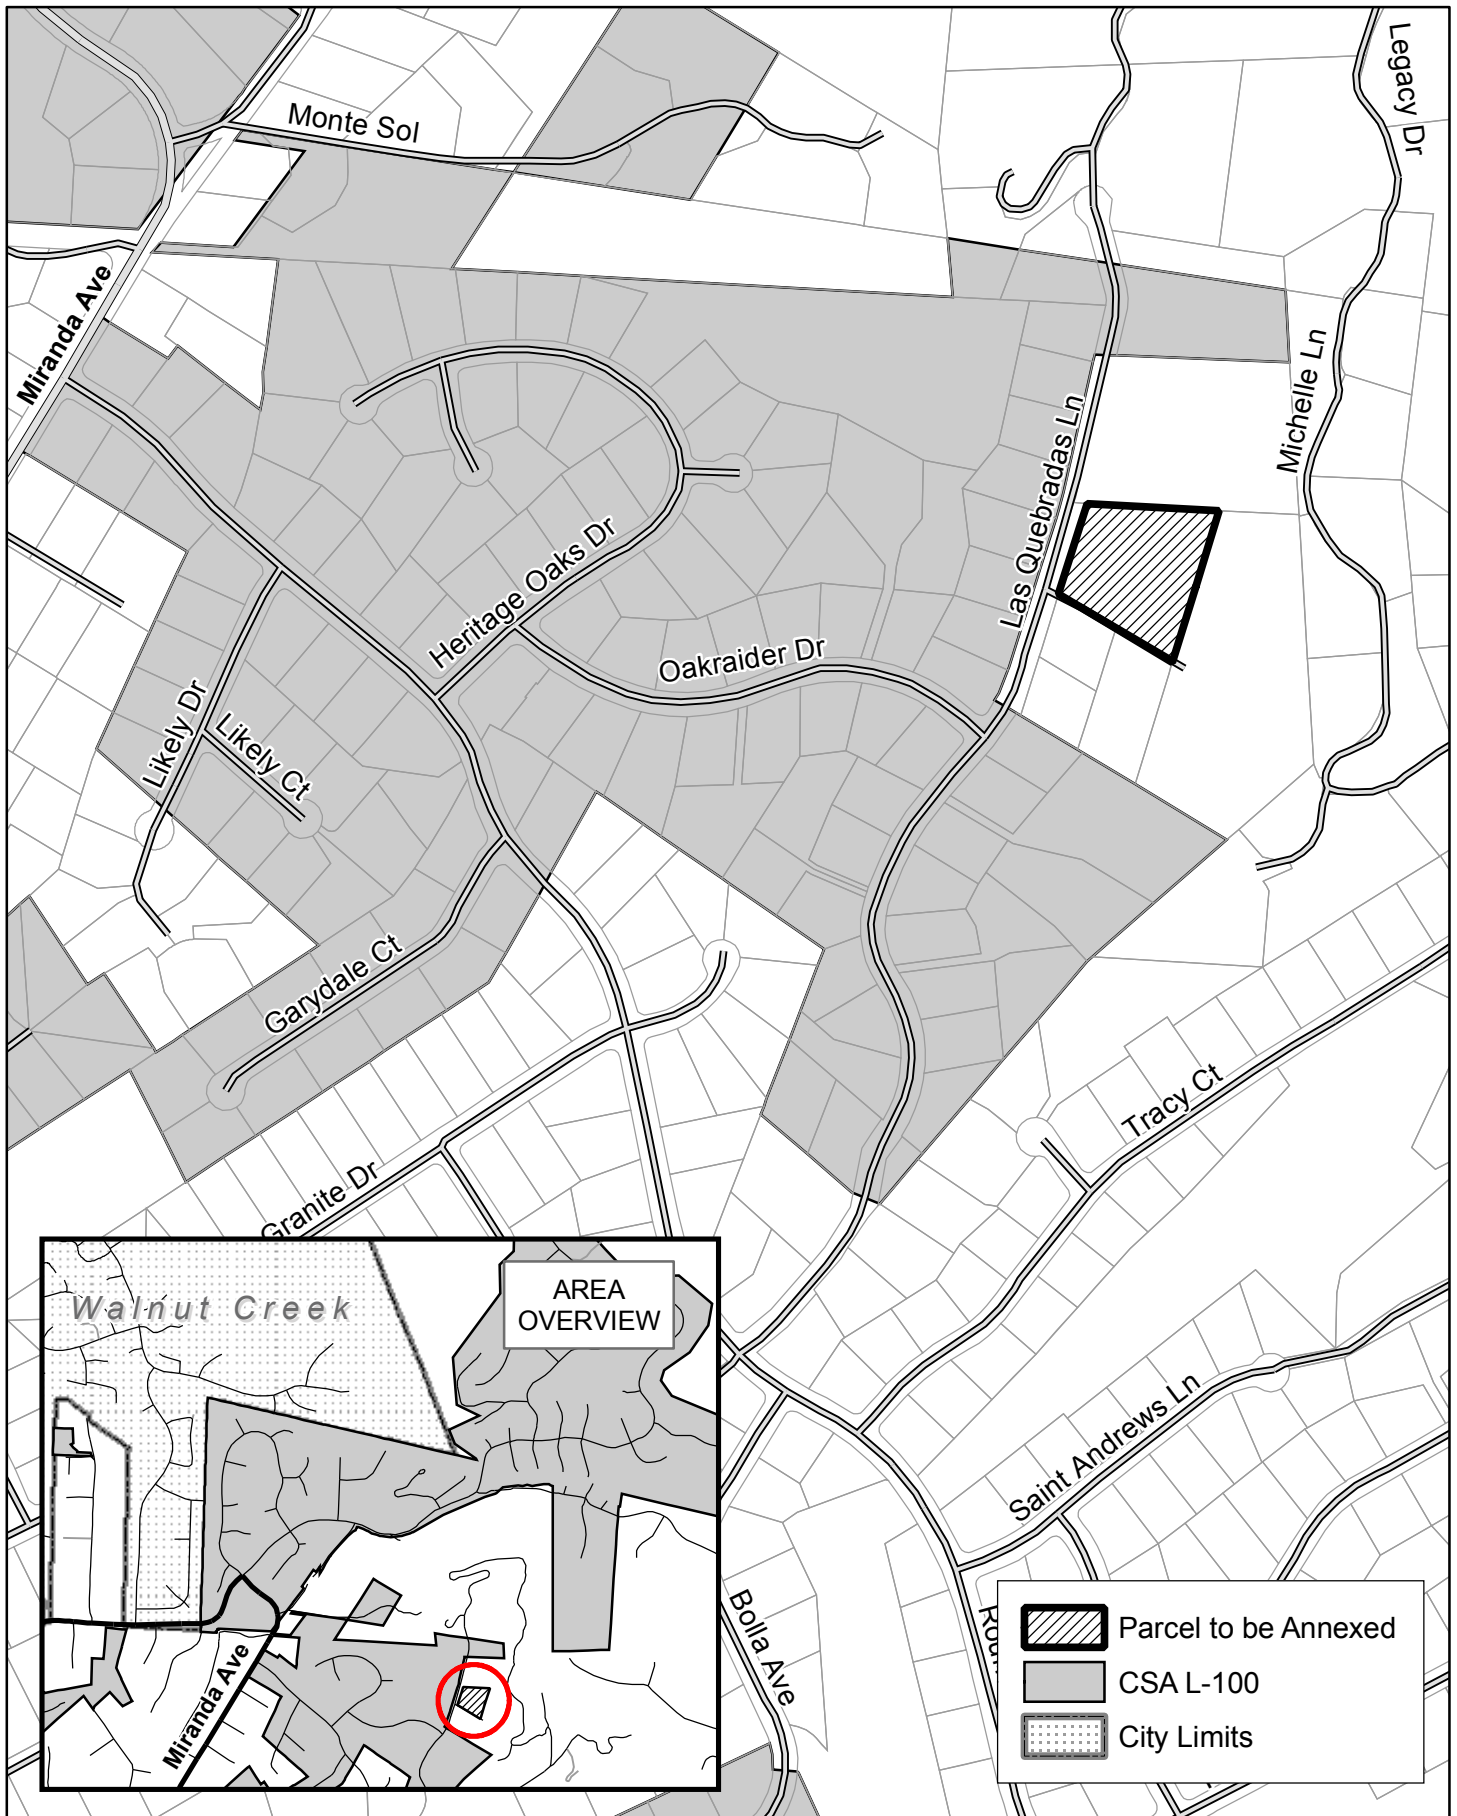 Legacy Dr
Monte Sol
Miranda Ave
Michelle Ln
Las Quebradas Ln
Heritage Oaks Dr
Oakraider Dr
Likely Dr
Likely Ct
Garydale Ct
Tracy Ct
Granite Dr
AREA
OVERVIEW
Walnut Creek
Saint Andrews Ln
Bolla Ave
Miranda Ave
Parcel to be Annexed
CSA L-100
City Limits